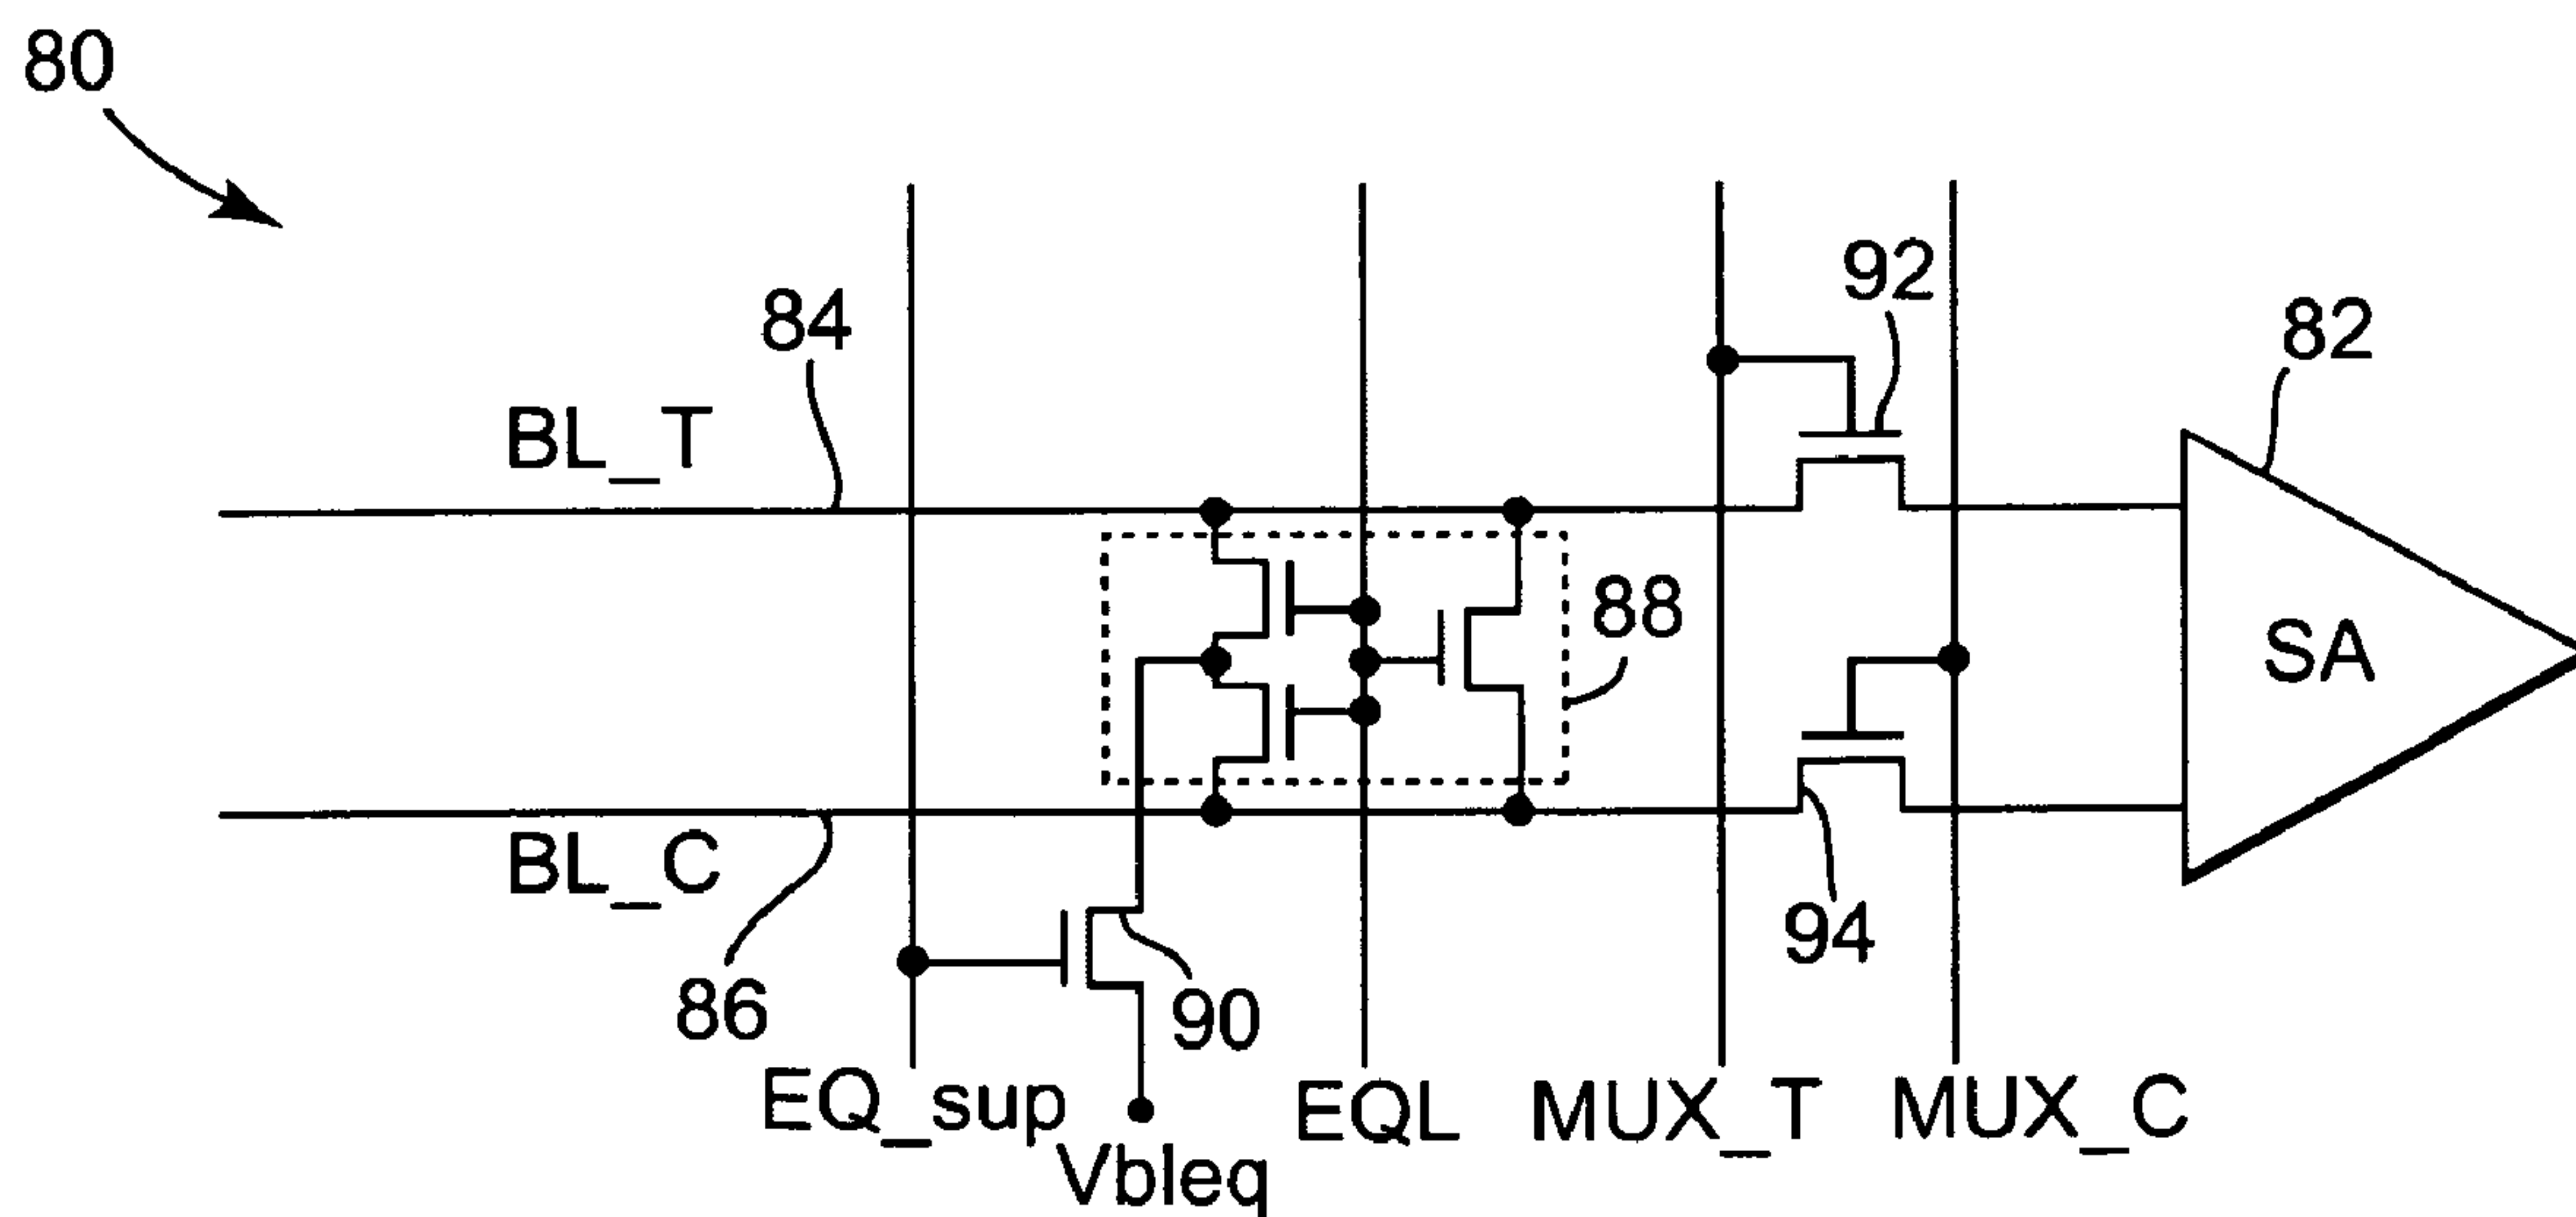 80
92
84
82
BL_T
88
SA
BL_C
94
86
90
EQ_sup
EQL
MUX_T
MUX_C
Vbleq